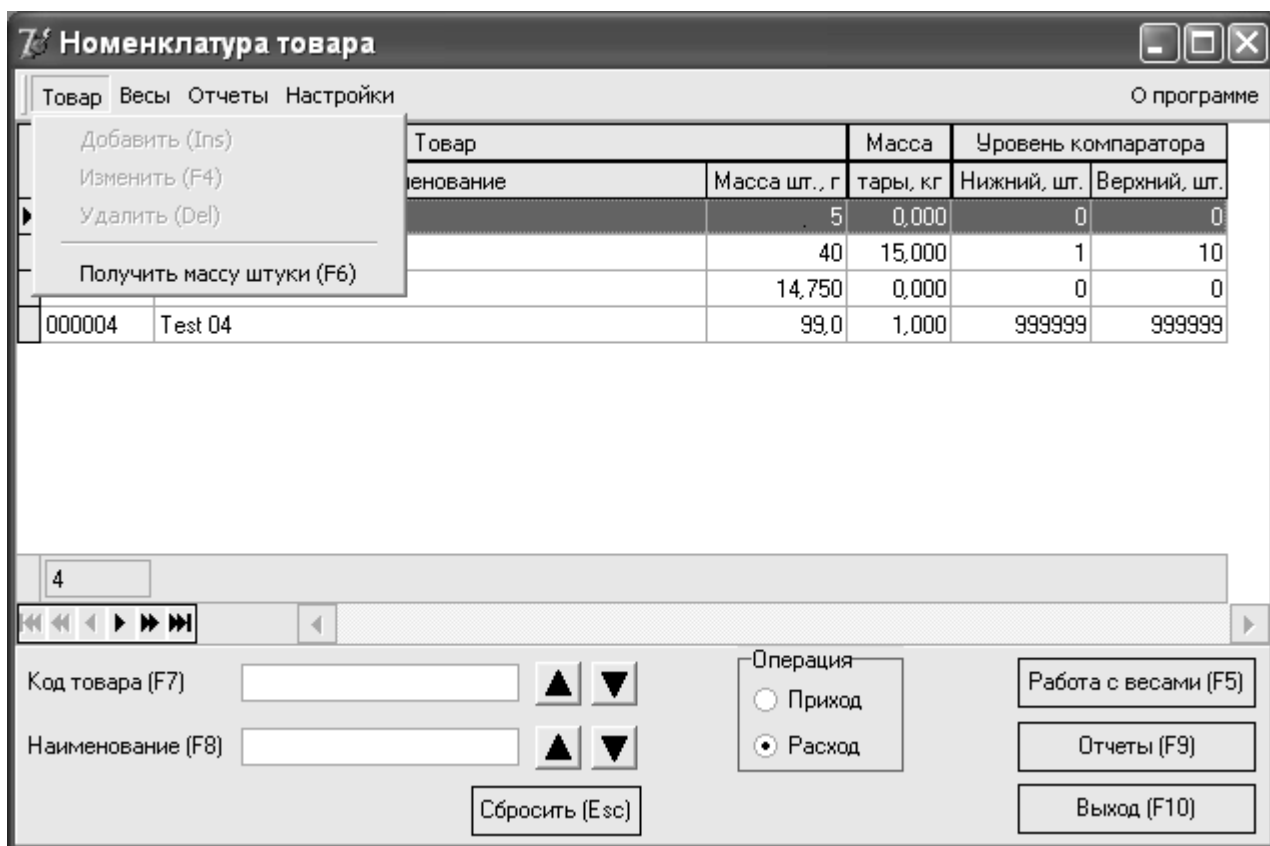 Номенклатура товара
Товар Весы Отчеты Настройки О программе
Добавить (Ins)
Изменить (F4)
Удалить (Del)
Получить массу штуки (F6)
Товар Масса Уровень компаратора
Масса шт., г тары, кг Нижний, шт. Верхний, шт.
5 0,000 0 0
40 15,000 1 10
14,750 0,000 0 0
000004 Test 04 99,0 1,000 999999 999999
4
Код товара (F7)
Наименование (F8)
Сбросить (Esc)
Операция
Приход
Расход
Работа с весами (F5)
Отчеты (F9)
Выход (F10)